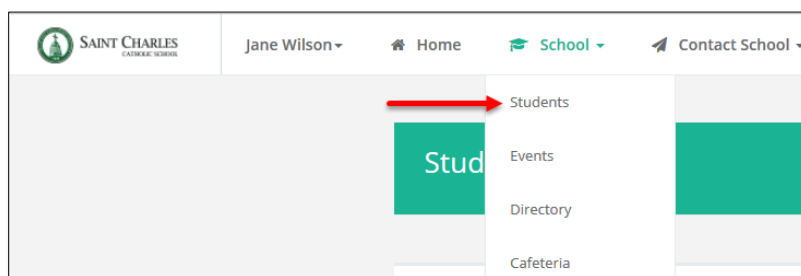 SAINT CHARLES
CATHOLIC SCHOOL
Jane Wilson
Home
School
Contact School
Students
Stud
Events
Directory
Cafeteria